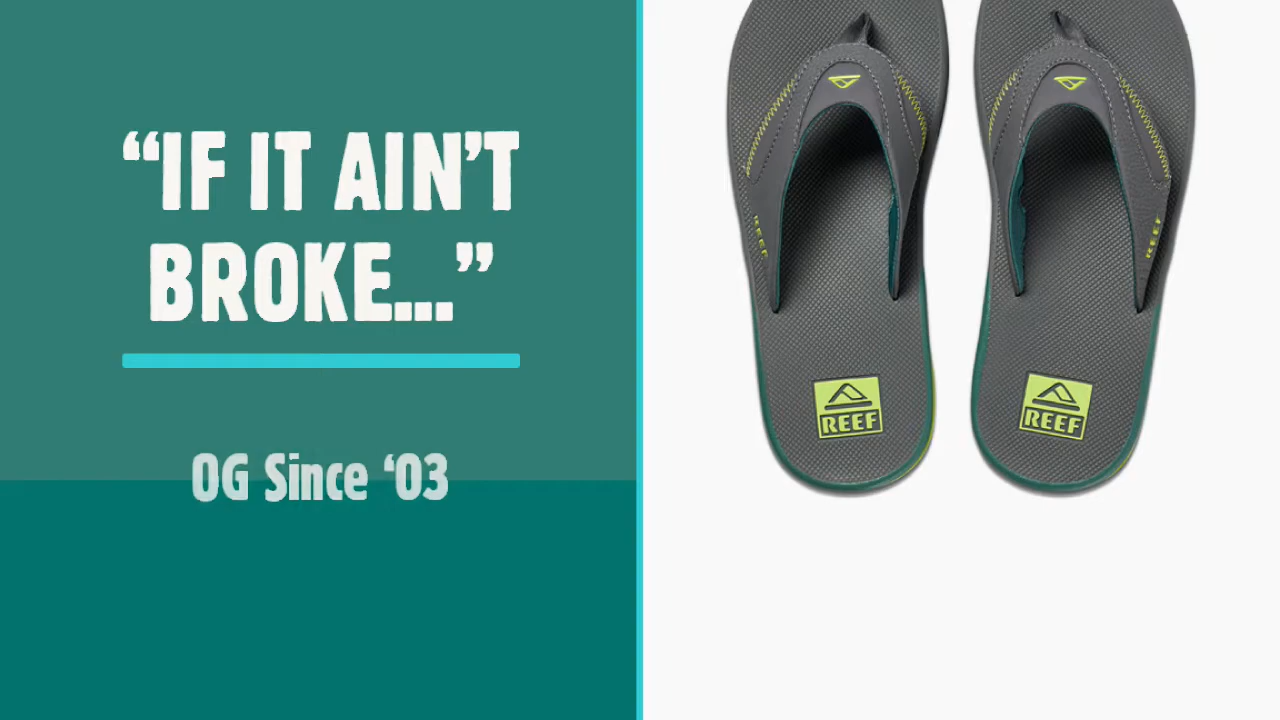 “IF IT AIN’T
BROKE...”
OG Since ‘03
REEF
REEF
REEF
REEF